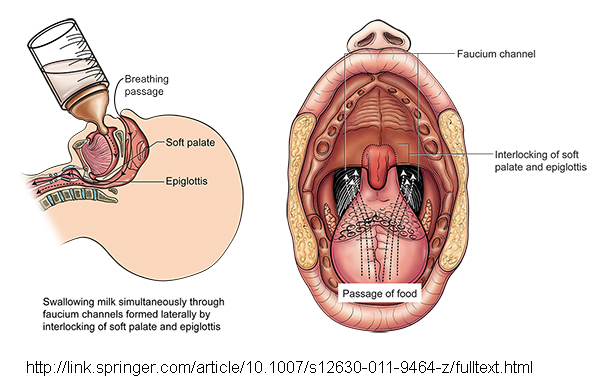 Breathing
passage
Soft palate
Epiglottis
Swallowing milk simultaneously through
faucium channels formed laterally by
interlocking of soft palate and epiglottis
Faucium channel
Interlocking of soft
palate and epiglottis
Passage of food
http://link.springer.com/article/10.1007/s12630-011-9464-z/fulltext.html